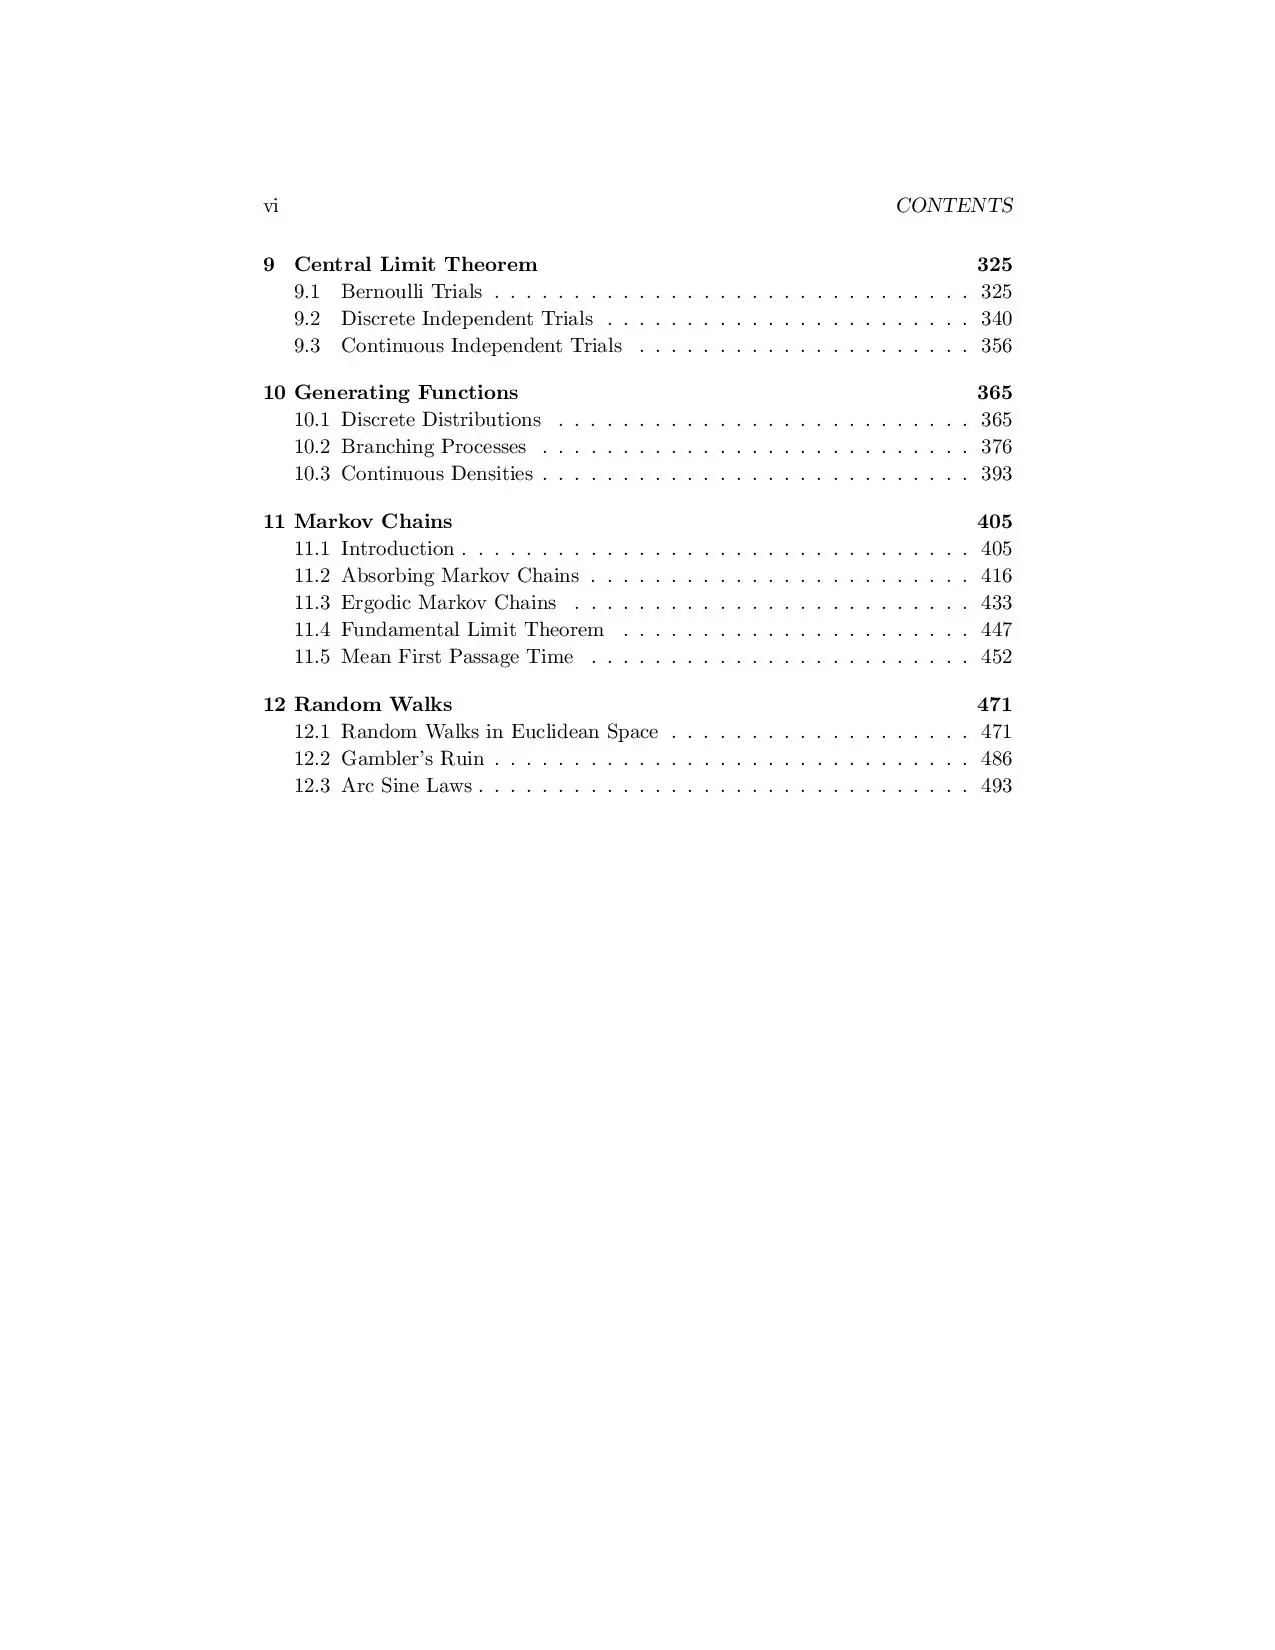 vi CONTENTS
9 Central Limit Theorem 325
9.1 Bernoulli Trials . . . . . . . . . . . . . . . . . . . . . . . . . . . . . . 325
9.2 Discrete Independent Trials . . . . . . . . . . . . . . . . . . . . . . . 340
9.3 Continuous Independent Trials . . . . . . . . . . . . . . . . . . . . . 356
10 Generating Functions 365
10.1 Discrete Distributions . . . . . . . . . . . . . . . . . . . . . . . . . . 365
10.2 Branching Processes . . . . . . . . . . . . . . . . . . . . . . . . . . . 376
10.3 Continuous Densities . . . . . . . . . . . . . . . . . . . . . . . . . . . 393
11 Markov Chains 405
11.1 Introduction . . . . . . . . . . . . . . . . . . . . . . . . . . . . . . . . 405
11.2 Absorbing Markov Chains . . . . . . . . . . . . . . . . . . . . . . . . 416
11.3 Ergodic Markov Chains . . . . . . . . . . . . . . . . . . . . . . . . . 433
11.4 Fundamental Limit Theorem . . . . . . . . . . . . . . . . . . . . . . 447
11.5 Mean First Passage Time . . . . . . . . . . . . . . . . . . . . . . . . 452
12 Random Walks 471
12.1 Random Walks in Euclidean Space . . . . . . . . . . . . . . . . . . . 471
12.2 Gambler's Ruin . . . . . . . . . . . . . . . . . . . . . . . . . . . . . . 486
12.3 Arc Sine Laws . . . . . . . . . . . . . . . . . . . . . . . . . . . . . . . 493